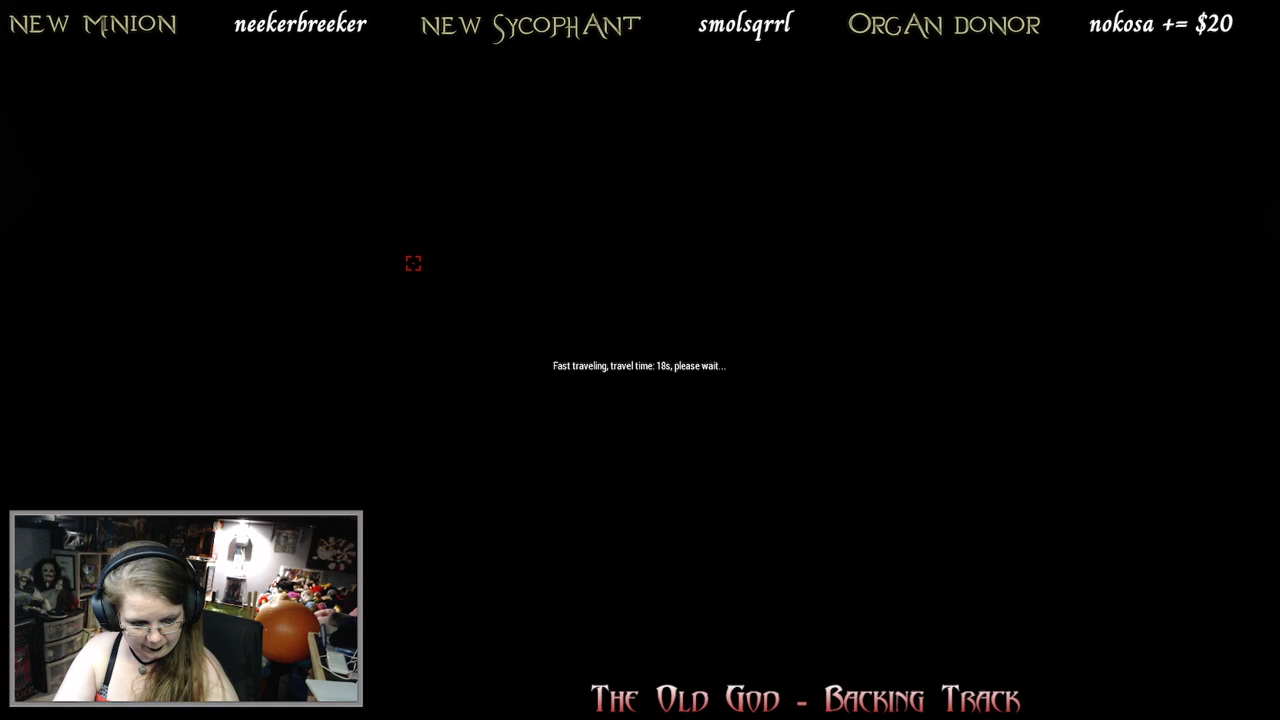 NEW MINION neekerbreeker NEW SYCOPHANT smolsqrrl ORGAN DONOR nokosa += $20
Fast traveling, travel time: 18s, please wait...
The Old God - Backing Track